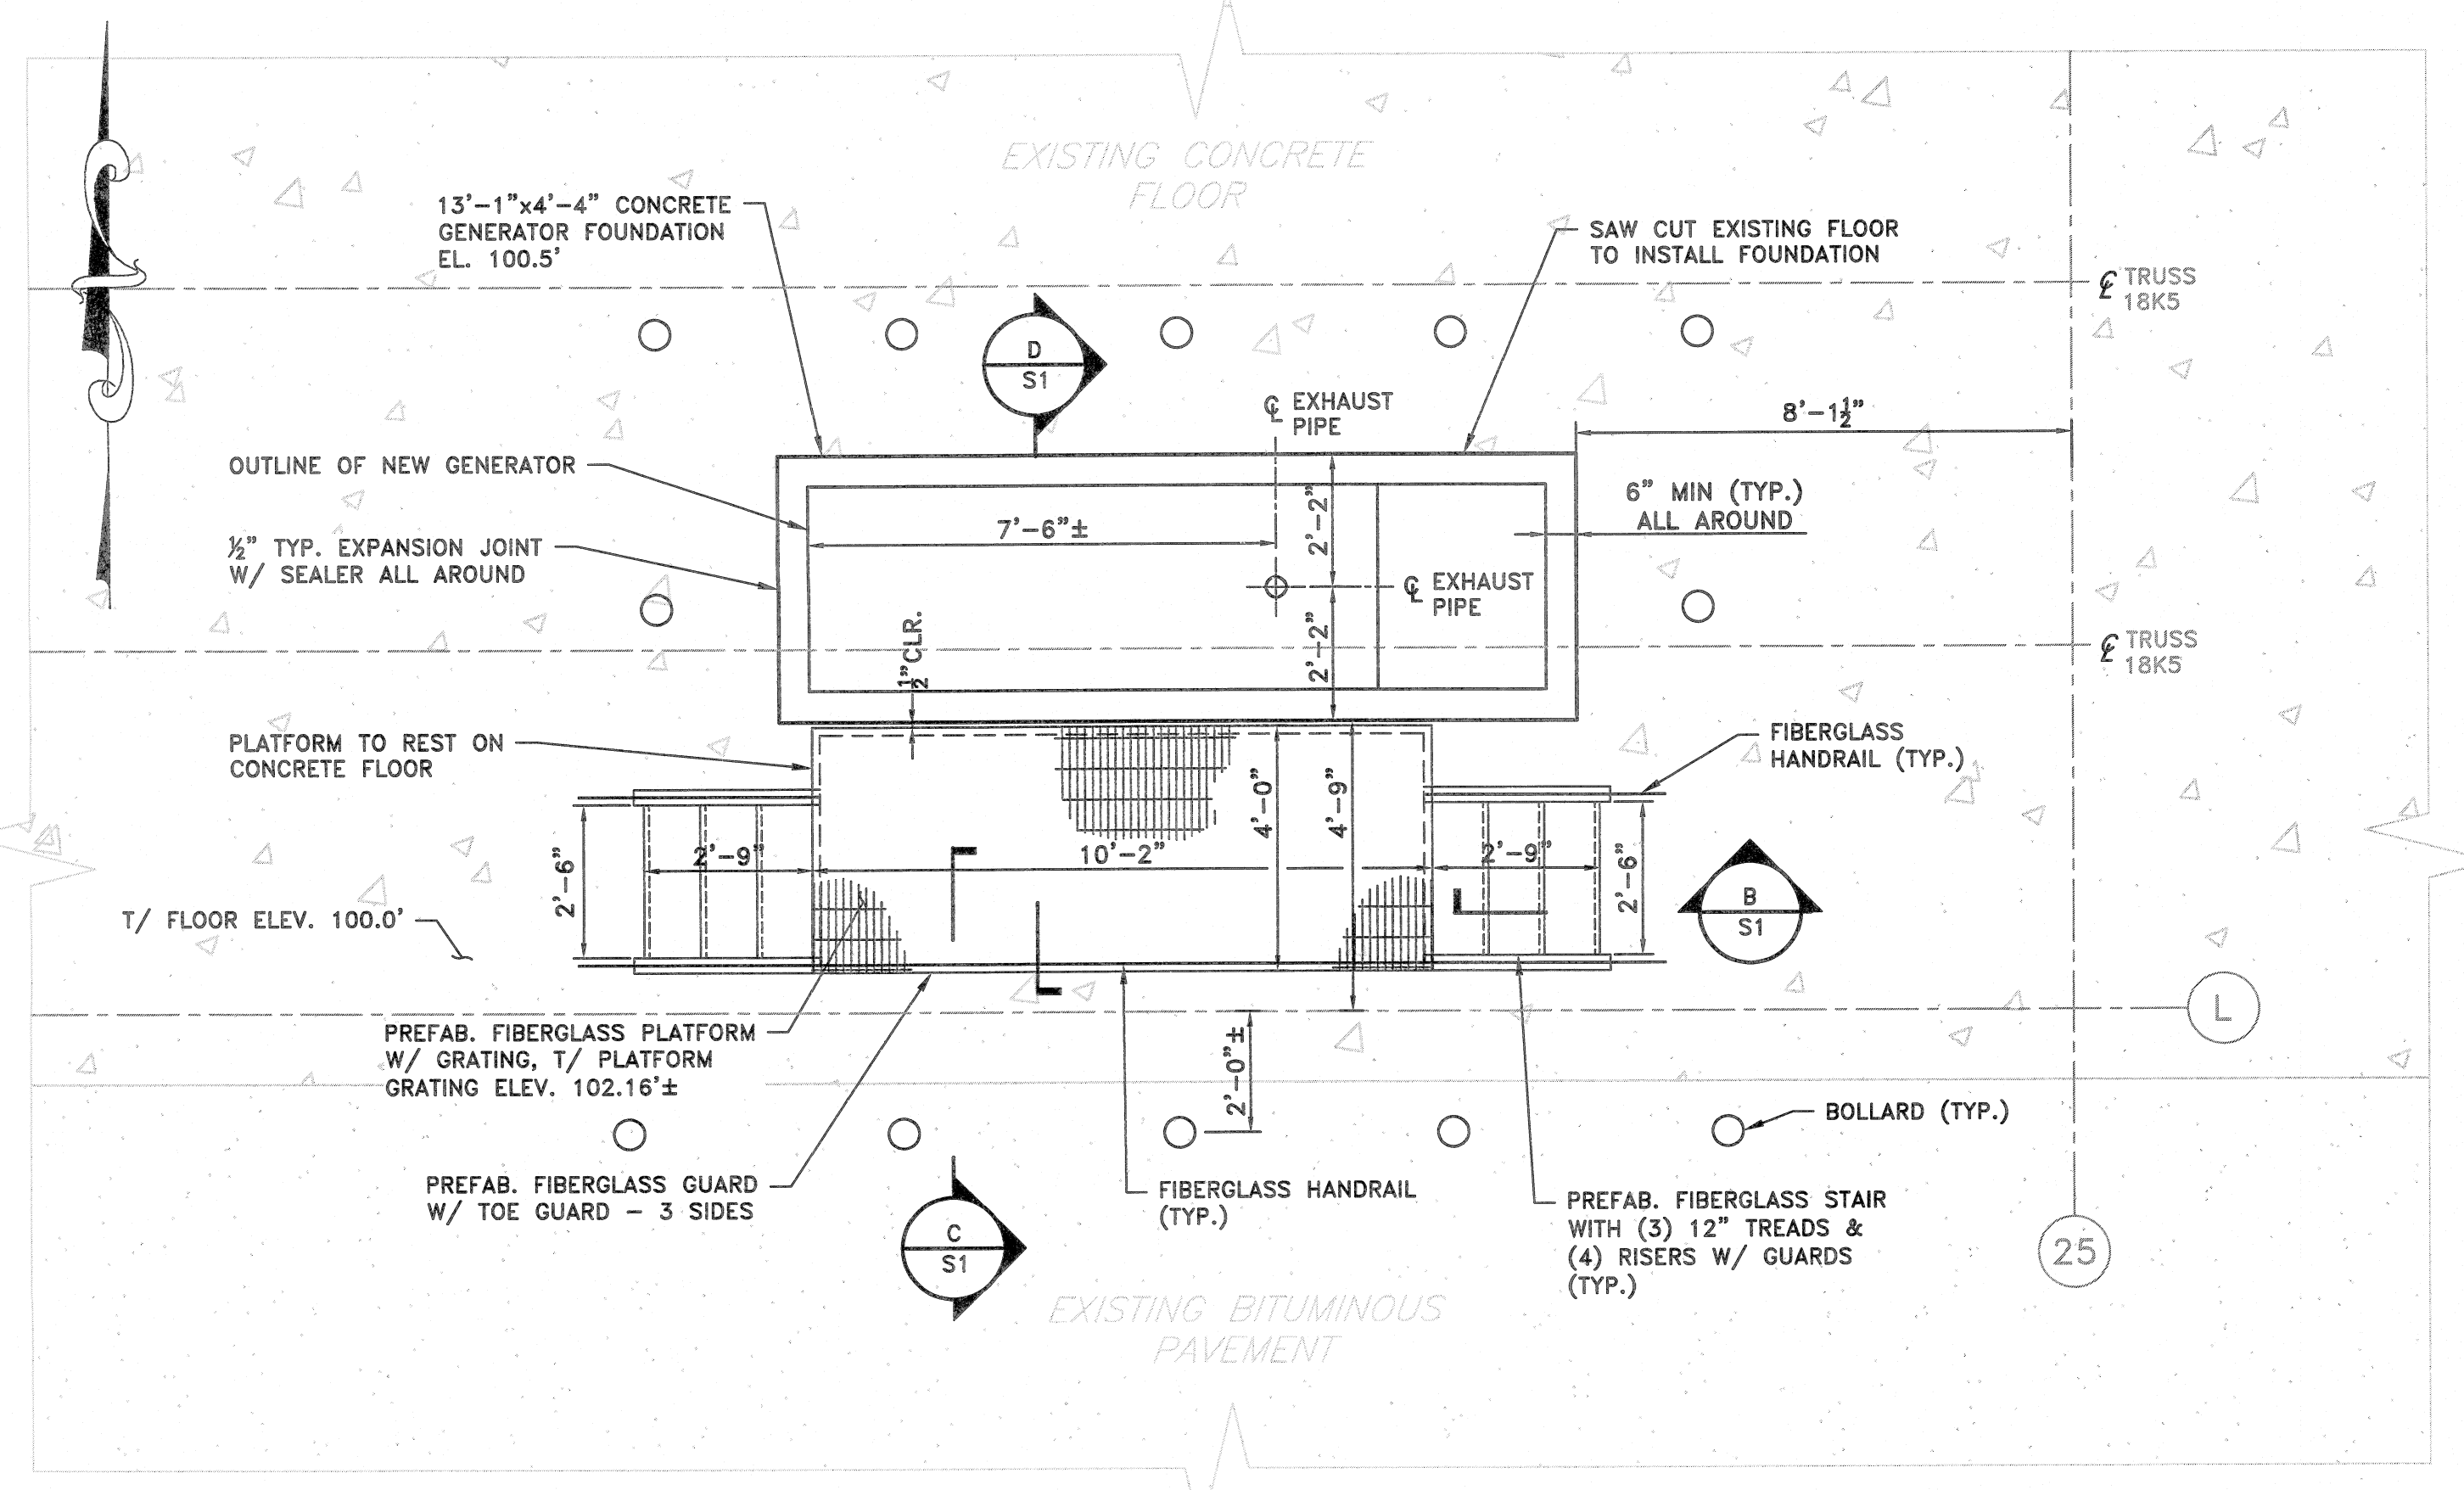 EXISTING CONCRETE
FLOOR
13'-1"x4'-4" CONCRETE
GENERATOR FOUNDATION
EL. 100.5'
SAW CUT EXISTING FLOOR
TO INSTALL FOUNDATION
℄ TRUSS
18K5
D
S1
℄ EXHAUST
PIPE
8'-1½"
OUTLINE OF NEW GENERATOR
6" MIN (TYP.)
ALL AROUND
7'-6"±
2'-2"
½" TYP. EXPANSION JOINT
W/ SEALER ALL AROUND
℄ EXHAUST
PIPE
½" CLR.
2'-2"
℄ TRUSS
18K5
PLATFORM TO REST ON
CONCRETE FLOOR
FIBERGLASS
HANDRAIL (TYP.)
4'-0"
4'-9"
2'-6"
2'-9"
10'-2"
2'-9"
2'-6"
B
S1
T/ FLOOR ELEV. 100.0'
L
PREFAB. FIBERGLASS PLATFORM
W/ GRATING, T/ PLATFORM
GRATING ELEV. 102.16'±
2'-0"±
BOLLARD (TYP.)
PREFAB. FIBERGLASS GUARD
W/ TOE GUARD - 3 SIDES
C
S1
FIBERGLASS HANDRAIL
(TYP.)
PREFAB. FIBERGLASS STAIR
WITH (3) 12" TREADS &
(4) RISERS W/ GUARDS
(TYP.)
25
EXISTING BITUMINOUS
PAVEMENT